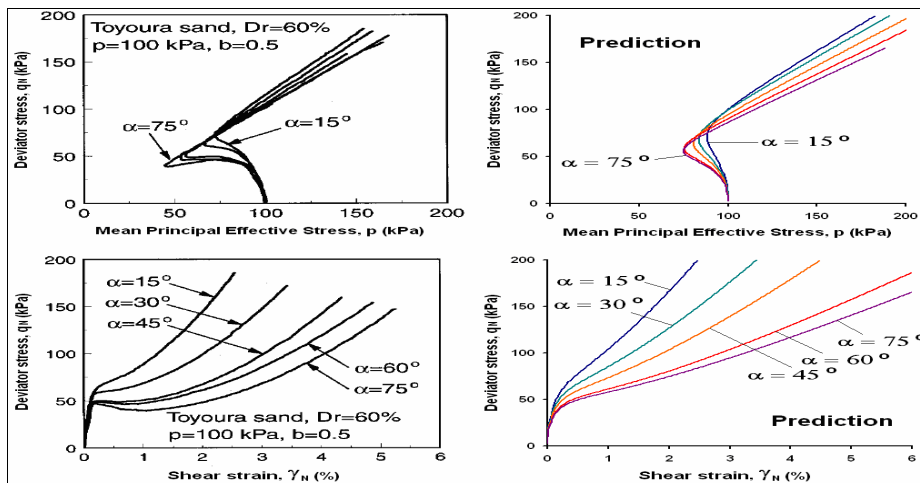 Toyoura sand, Dr=60%
p=100 kPa, b=0.5
α=75°
α=15°
Deviator stress, qN (kPa)
200
150
100
50
0
0 50 100 150 200
Mean Principal Effective Stress, p (kPa)
Prediction
α = 15 °
α = 75 °
Deviator stress, qN (kPa)
200
150
100
50
0
0 50 100 150 200
Mean Principal Effective Stress, p (kPa)
α=15°
α=30°
α=45°
α=60°
α=75°
Toyoura sand, Dr=60%
p=100 kPa, b=0.5
Deviator stress, qN (kPa)
200
150
100
50
0
0 1 2 3 4 5 6
Shear strain, γN (%)
α = 15 °
α = 30 °
α = 75 °
α = 60 °
α = 45 °
Prediction
Deviator stress, qN (kPa)
200
150
100
50
0
0 1 2 3 4 5 6
Shear strain, γN (%)